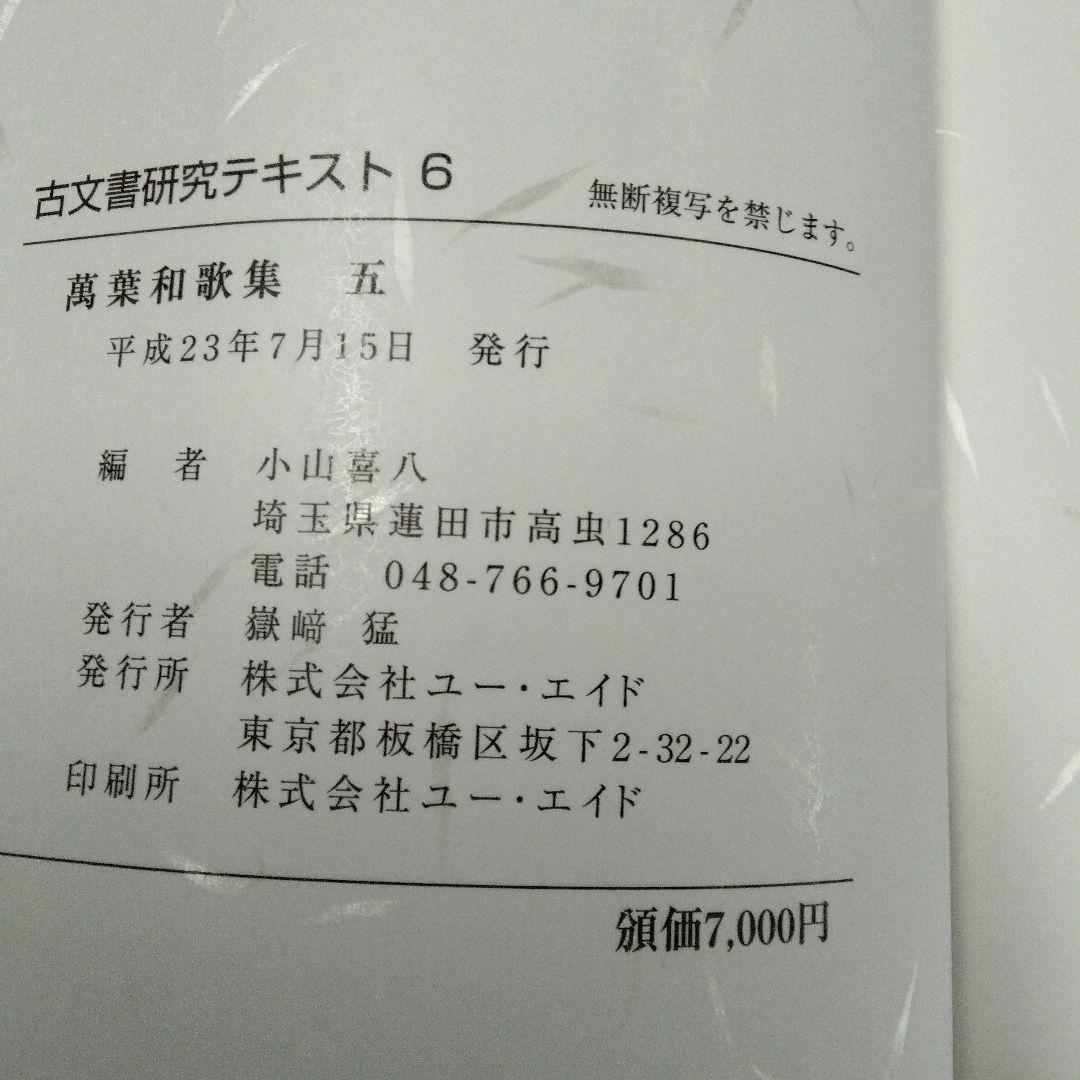 古文書研究テキスト 6
無断複写を禁じます。
萬葉和歌集 五
平成23年7月15日 発行
編 者 小山喜八
埼玉県蓮田市高虫1286
電話 048-766-9701
発行者 嶽﨑 猛
発行所 株式会社ユー・エイド
東京都板橋区坂下2-32-22
印刷所 株式会社ユー・エイド
頒価7,000円